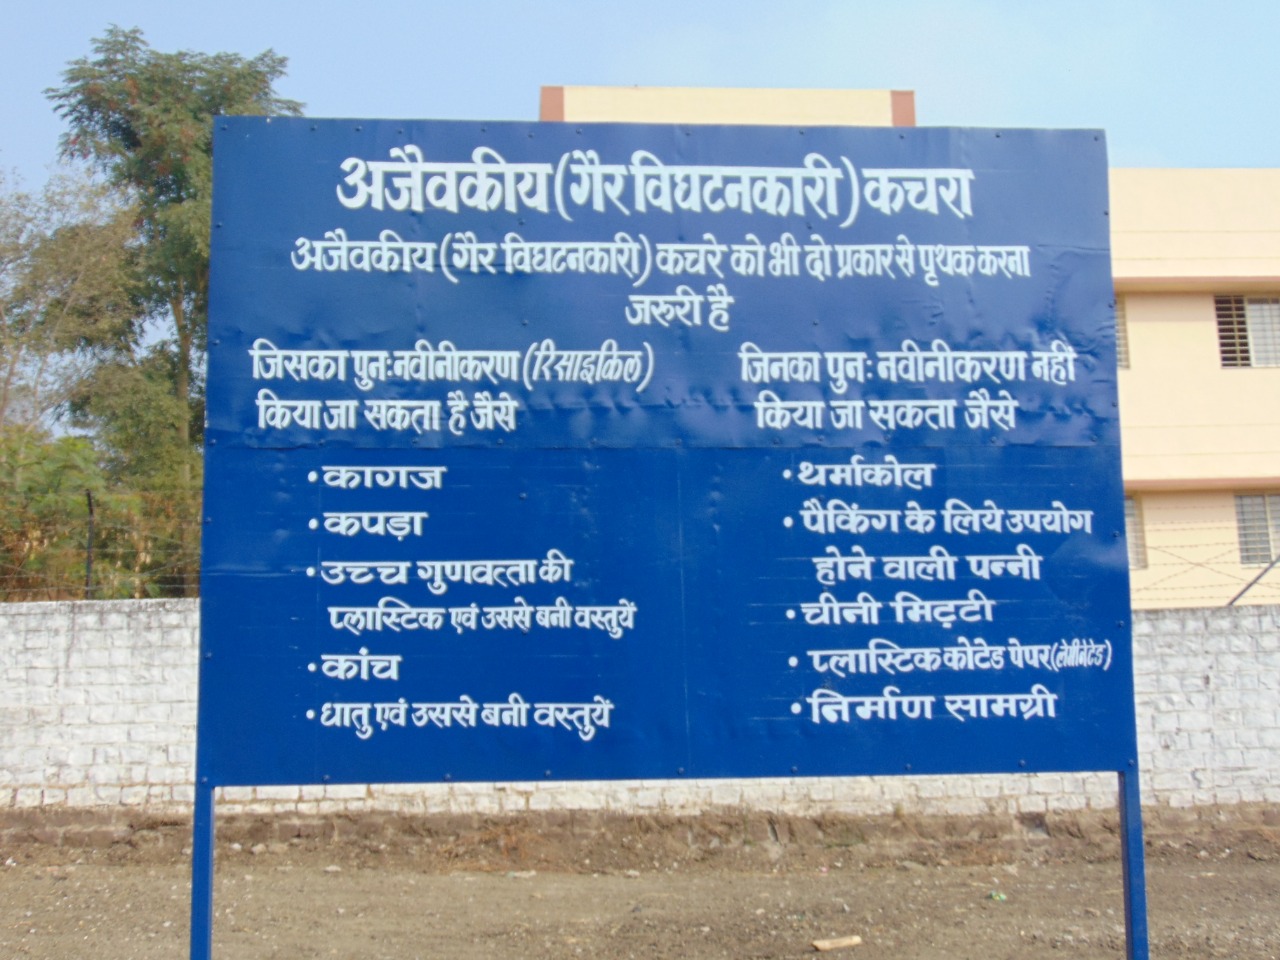 अजैवकीय (गैर विघटनकारी) कचरा
अजैवकीय (गैर विघटनकारी) कचरे को भी दो प्रकार से पृथक करना
जरुरी है
जिसका पुनः नवीनीकरण (रिसाइकिल)
किया जा सकता है जैसे
• कागज
• कपड़ा
• उच्च गुणवत्ता की
प्लास्टिक एवं उससे बनी वस्तुयें
• कांच
• धातु एवं उससे बनी वस्तुयें
जिनका पुनः नवीनीकरण नहीं
किया जा सकता जैसे
• थर्माकोल
• पैकिंग के लिये उपयोग
होने वाली पन्नी
• चीनी मिट्टी
• प्लास्टिक कोटेड पेपर (लेमीनेटेड)
• निर्माण सामग्री